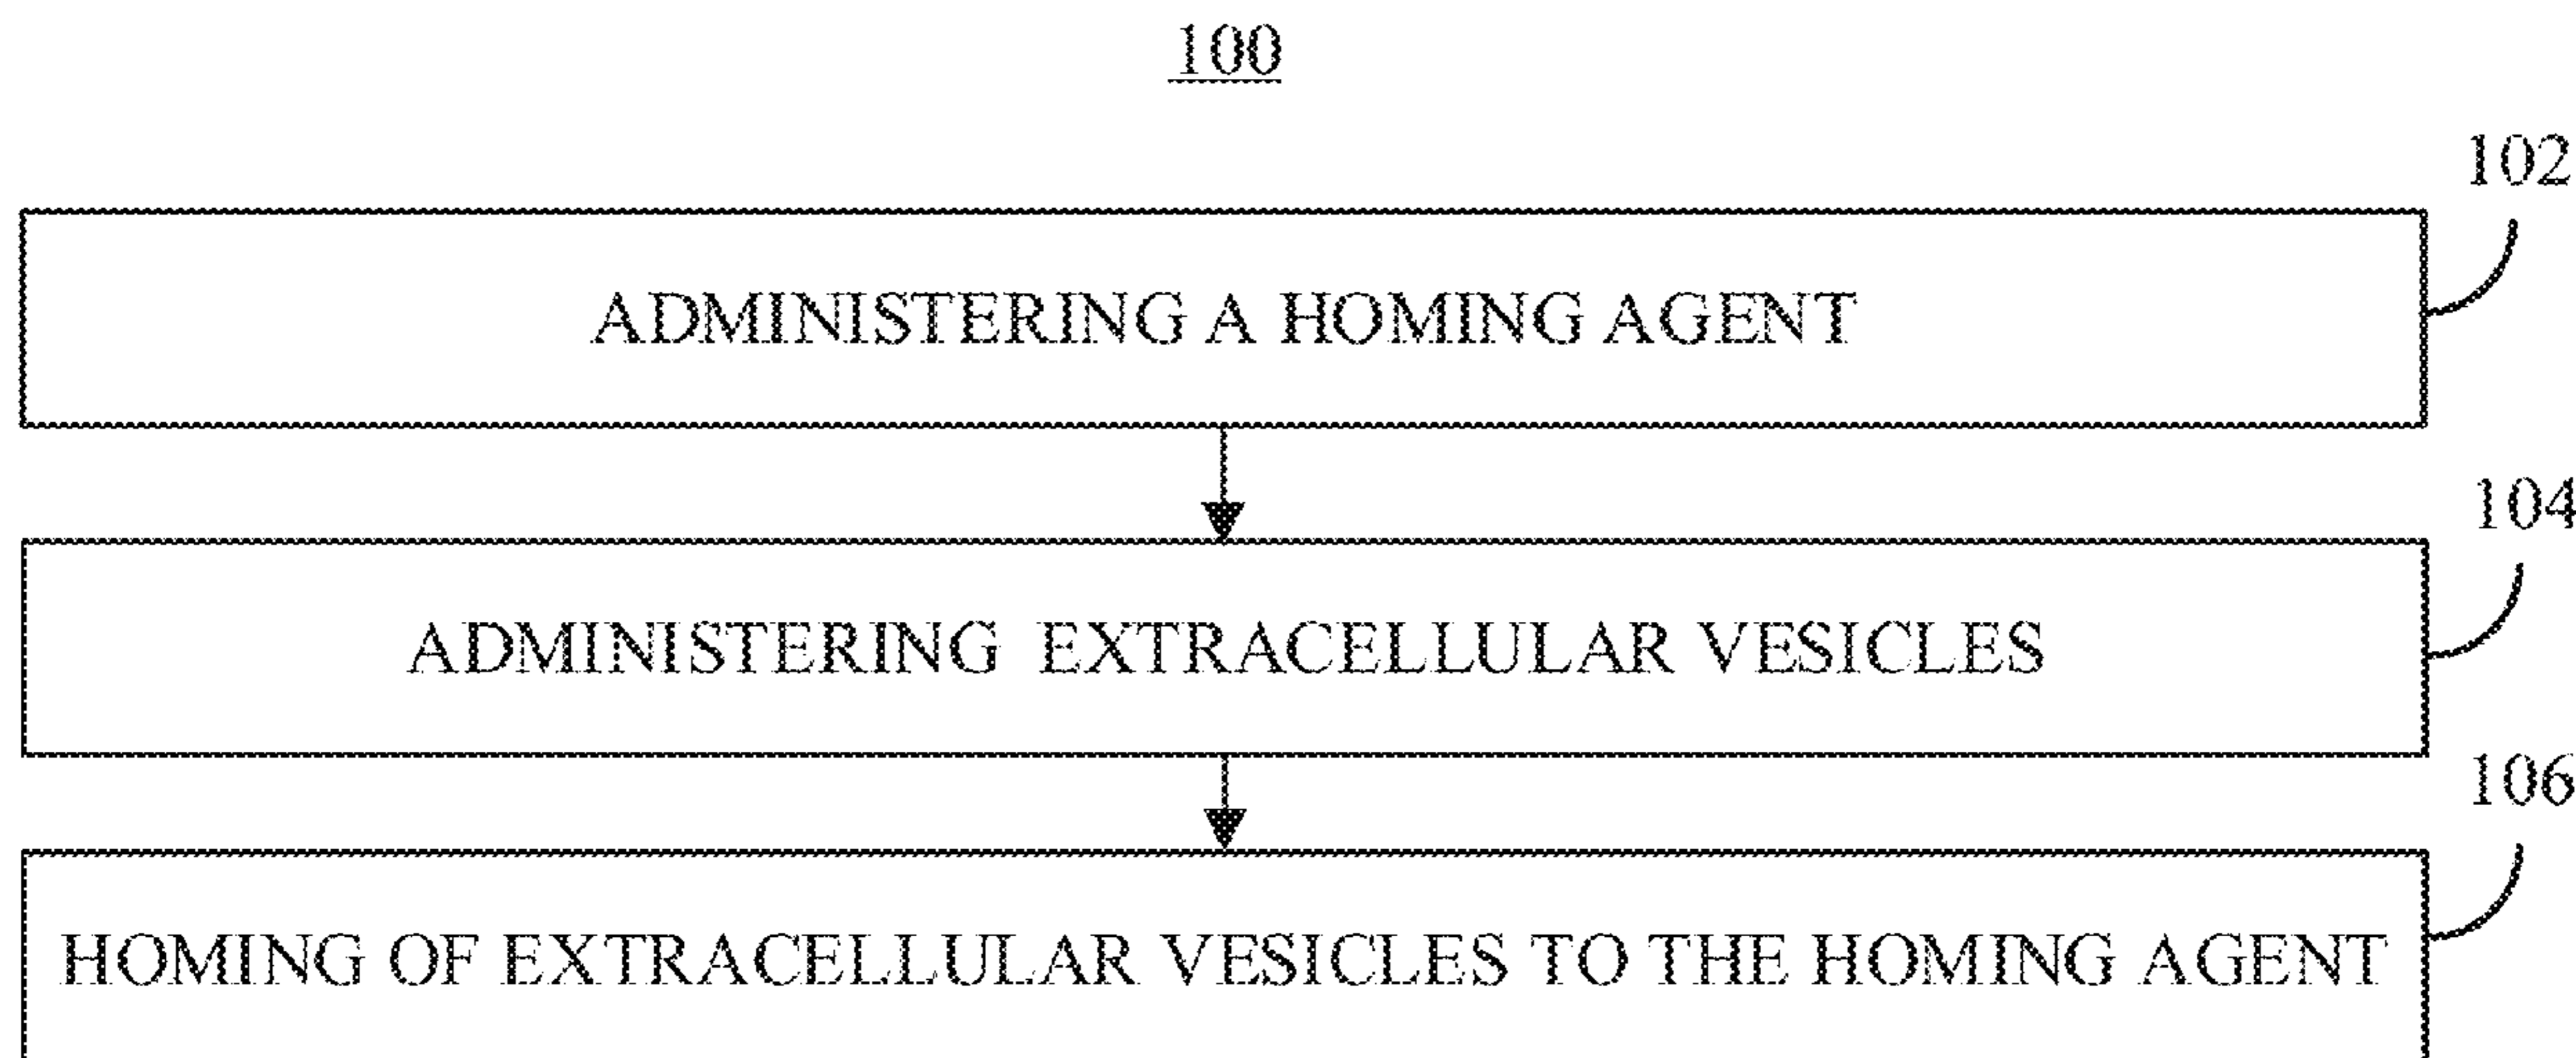 100
102
ADMINISTERING A HOMING AGENT
104
ADMINISTERING EXTRACELLULAR VESICLES
106
HOMING OF EXTRACELLULAR VESICLES TO THE HOMING AGENT